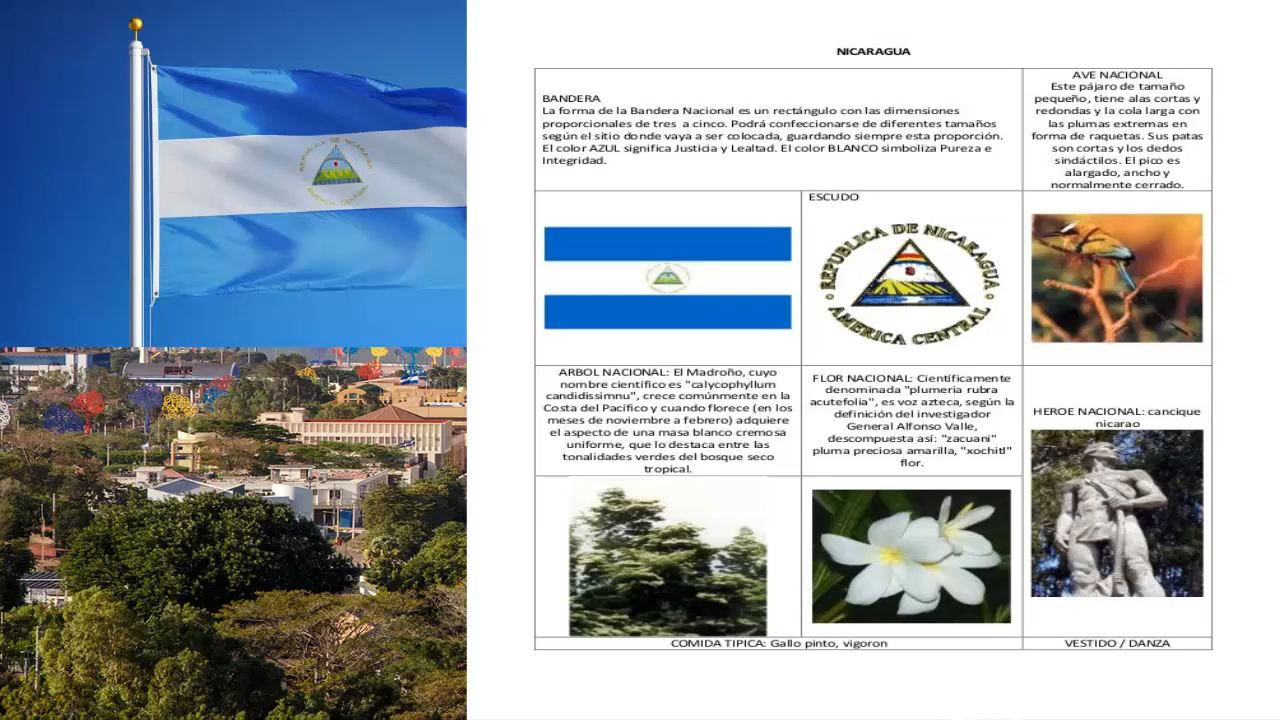 NICARAGUA
BANDERA
La forma de la Bandera Nacional es un rectángulo con las dimensiones
proporcionales de tres a cinco. Podrá confeccionarse de diferentes tamaños
según el sitio donde vaya a ser colocada, guardando siempre esta proporción.
El color AZUL significa Justicia y Lealtad. El color BLANCO simboliza Pureza e
Integridad.
AVE NACIONAL
Este pájaro de tamaño
pequeño, tiene alas cortas y
redondas y la cola larga con
las plumas extremas en
forma de raquetas. Sus patas
son cortas y los dedos
sindáctilos. El pico es
alargado, ancho y
normalmente cerrado.
ESCUDO
REPUBLICA DE NICARAGUA
AMERICA CENTRAL
ARBOL NACIONAL: El Madroño, cuyo
nombre científico es "calycophyllum
candidissimnu", crece comúnmente en la
Costa del Pacífico y cuando florece (en los
meses de noviembre a febrero) adquiere
el aspecto de una masa blanco cremosa
uniforme, que lo destaca entre las
tonalidades verdes del bosque seco
tropical.
FLOR NACIONAL: Científicamente
denominada "plumeria rubra
acutefolia", es voz azteca, según la
definición del investigador
General Alfonso Valle,
descompuesta así: "zacuani"
pluma preciosa amarilla, "xochitl"
flor.
HEROE NACIONAL: cancique
nicarao
COMIDA TIPICA: Gallo pinto, vigoron
VESTIDO / DANZA
REPUBLICA DE NICARAGUA
AMERICA CENTRAL